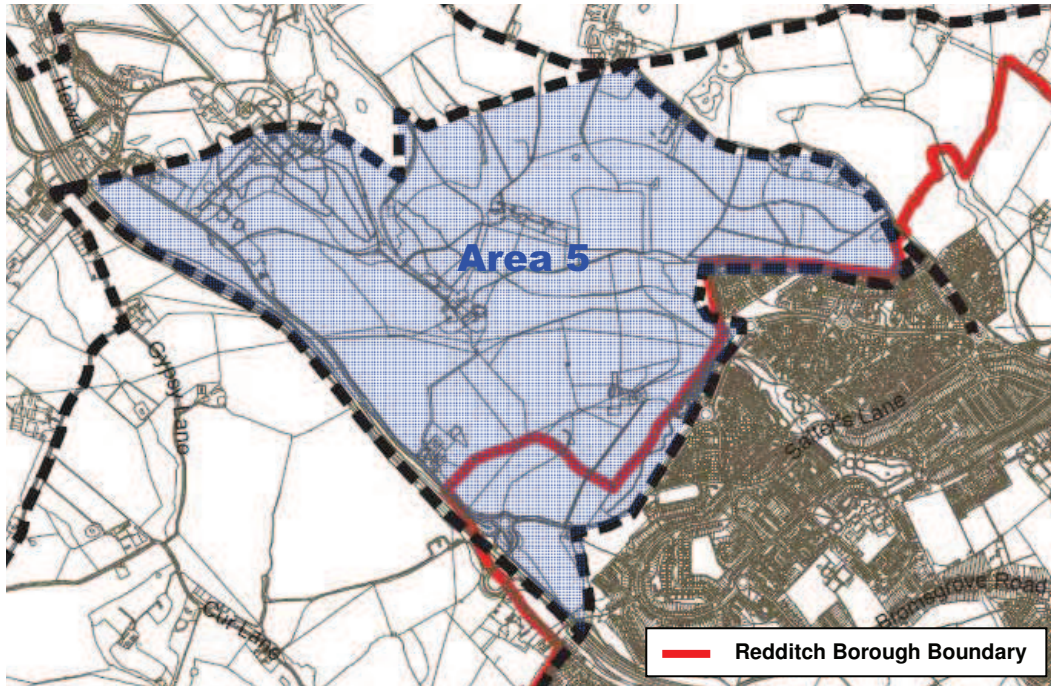 Area 5
Gypsy Lane
Salter's Lane
Cur Lane
Bromsgrove Road
Redditch Borough Boundary